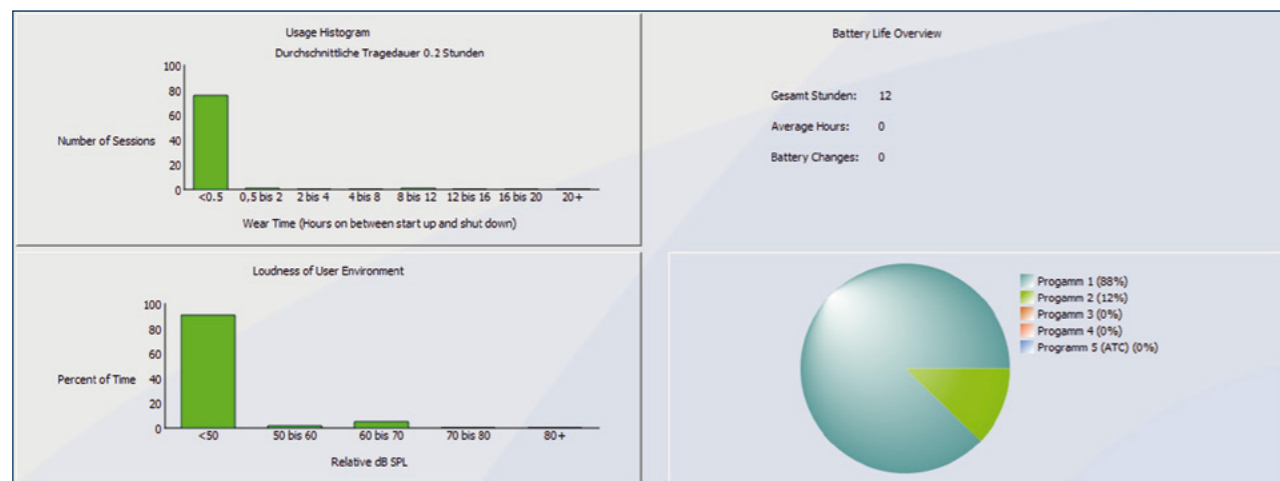 Usage Histogram
Durchschnittliche Tragedauer 0.2 Stunden
100
80
60
40
20
0
Number of Sessions
<0.5 0,5 bis 2 2 bis 4 4 bis 8 8 bis 12 12 bis 16 16 bis 20 20+
Wear Time (Hours on between start up and shut down)
Battery Life Overview
Gesamt Stunden: 12
Average Hours: 0
Battery Changes: 0
Loudness of User Environment
100
80
60
40
20
0
Percent of Time
<50 50 bis 60 60 bis 70 70 bis 80 80+
Relative dB SPL
Progamm 1 (88%)
Progamm 2 (12%)
Progamm 3 (0%)
Progamm 4 (0%)
Programm 5 (ATC) (0%)